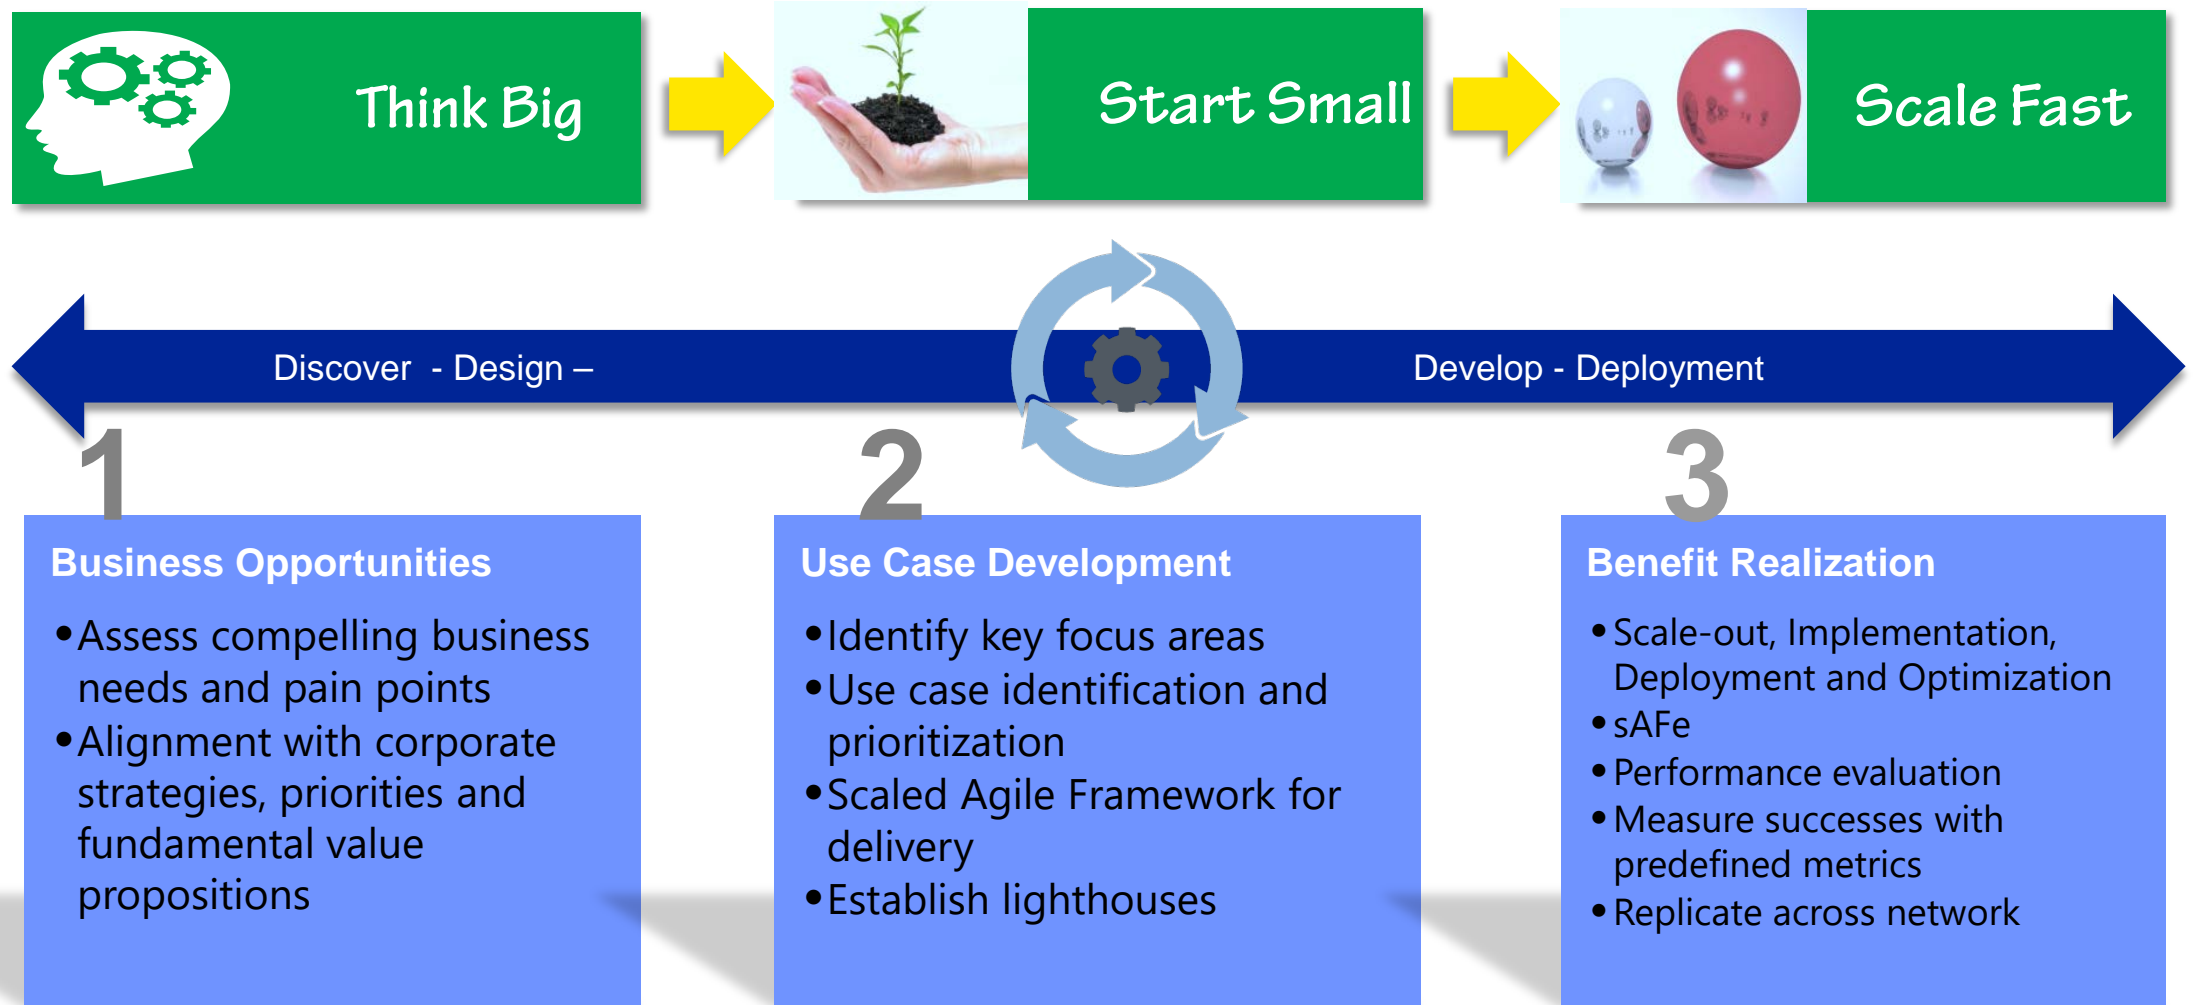 Think Big
Start Small
Scale Fast
Discover  - Design –
Develop - Deployment
1
Business Opportunities
•Assess compelling business
needs and pain points
•Alignment with corporate
strategies, priorities and
fundamental value
propositions
2
Use Case Development
•Identify key focus areas
•Use case identification and
prioritization
•Scaled Agile Framework for
delivery
•Establish lighthouses
3
Benefit Realization
•Scale-out, Implementation,
Deployment and Optimization
•sAFe
•Performance evaluation
•Measure successes with
predefined metrics
•Replicate across network